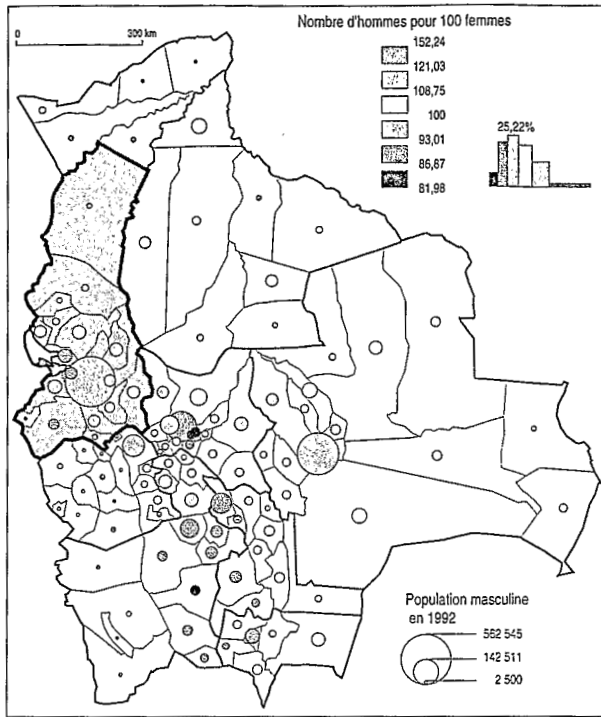 0 300 km
Nombre d'hommes pour 100 femmes
152,24
121,03
108,75
100
93,01
86,67
81,98
25,22%
Population masculine
en 1992
562 545
142 511
2 500